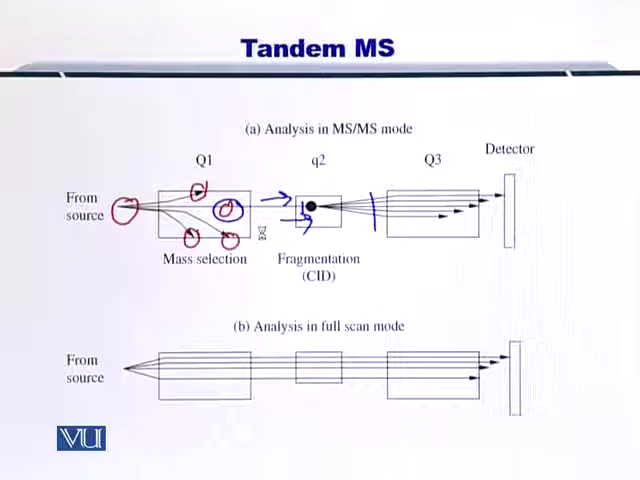 Tandem MS
(a) Analysis in MS/MS mode
Q1 q2 Q3 Detector
From
source
Mass selection Fragmentation
(CID)
(b) Analysis in full scan mode
From
source
VU